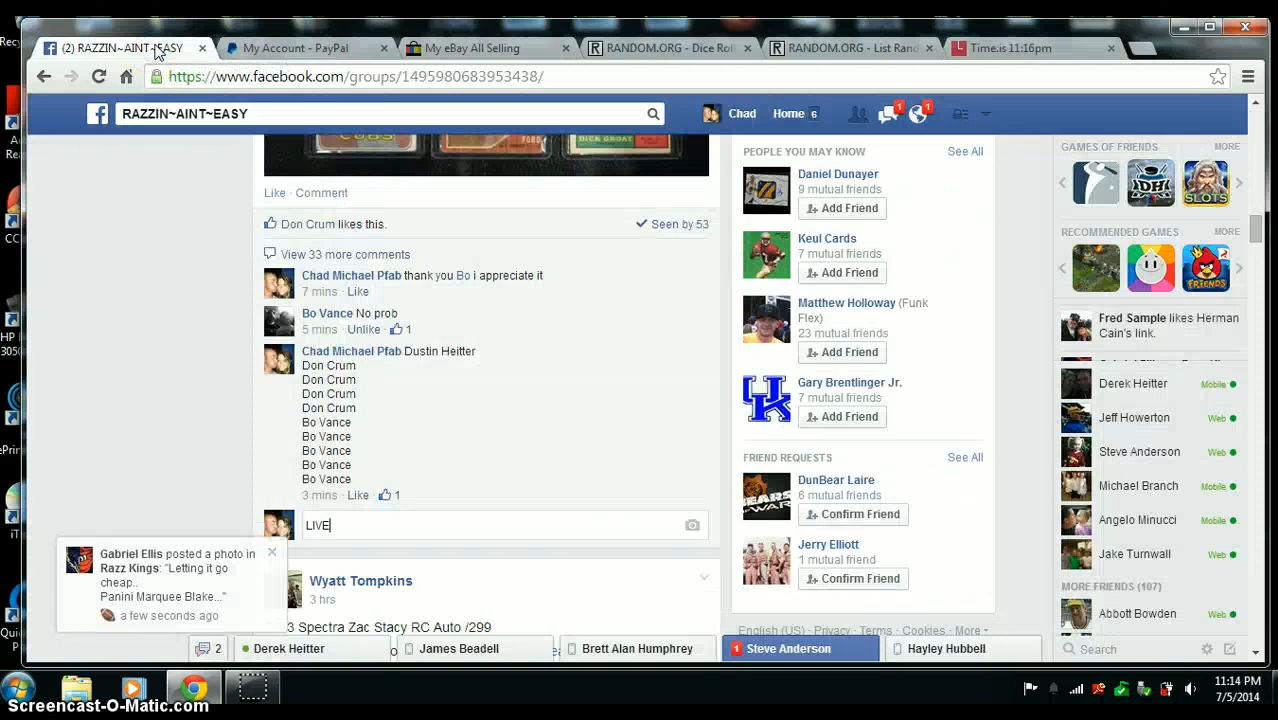 (2) RAZZIN~AINT~EASY
My Account - PayPal
My eBay All Selling
RANDOM.ORG - Dice Roll
RANDOM.ORG - List Ran
Time.is 11:16pm
https://www.facebook.com/groups/1495980683953438/
RAZZIN~AINT~EASY
Chad
Home 6
1
1
CUBS
FORD
DICK GROAT
Like · Comment
Don Crum likes this.
Seen by 53
View 33 more comments
Chad Michael Pfab thank you Bo i appreciate it
7 mins · Like
Bo Vance No prob
5 mins · Unlike · 1
Chad Michael Pfab Dustin Heitter
Don Crum
Don Crum
Don Crum
Don Crum
Bo Vance
Bo Vance
Bo Vance
Bo Vance
Bo Vance
3 mins · Like · 1
LIVE
Wyatt Tompkins
3 hrs
3 Spectra Zac Stacy RC Auto /299
Gabriel Ellis posted a photo in
Razz Kings: "Letting it go
cheap..
Panini Marquee Blake..."
a few seconds ago
PEOPLE YOU MAY KNOW
See All
Daniel Dunayer
9 mutual friends
Add Friend
Keul Cards
7 mutual friends
Add Friend
Matthew Holloway (Funk
Flex)
23 mutual friends
Add Friend
Gary Brentlinger Jr.
7 mutual friends
Add Friend
FRIEND REQUESTS
See All
DunBear Laire
6 mutual friends
Confirm Friend
Jerry Elliott
1 mutual friend
Confirm Friend
English (US) · Privacy · Terms · Cookies · More
GAMES OF FRIENDS
MORE
SLOTS
RECOMMENDED GAMES
MORE
FRIENDS
Fred Sample likes Herman
Cain's link.
Derek Heitter
Mobile
Jeff Howerton
Web
Steve Anderson
Web
Michael Branch
Mobile
Angelo Minucci
Mobile
Jake Turnwall
Web
MORE FRIENDS (107)
Abbott Bowden
Web
Search
2
Derek Heitter
James Beadell
Brett Alan Humphrey
1
Steve Anderson
Hayley Hubbell
11:14 PM
7/5/2014
Screencast-O-Matic.com